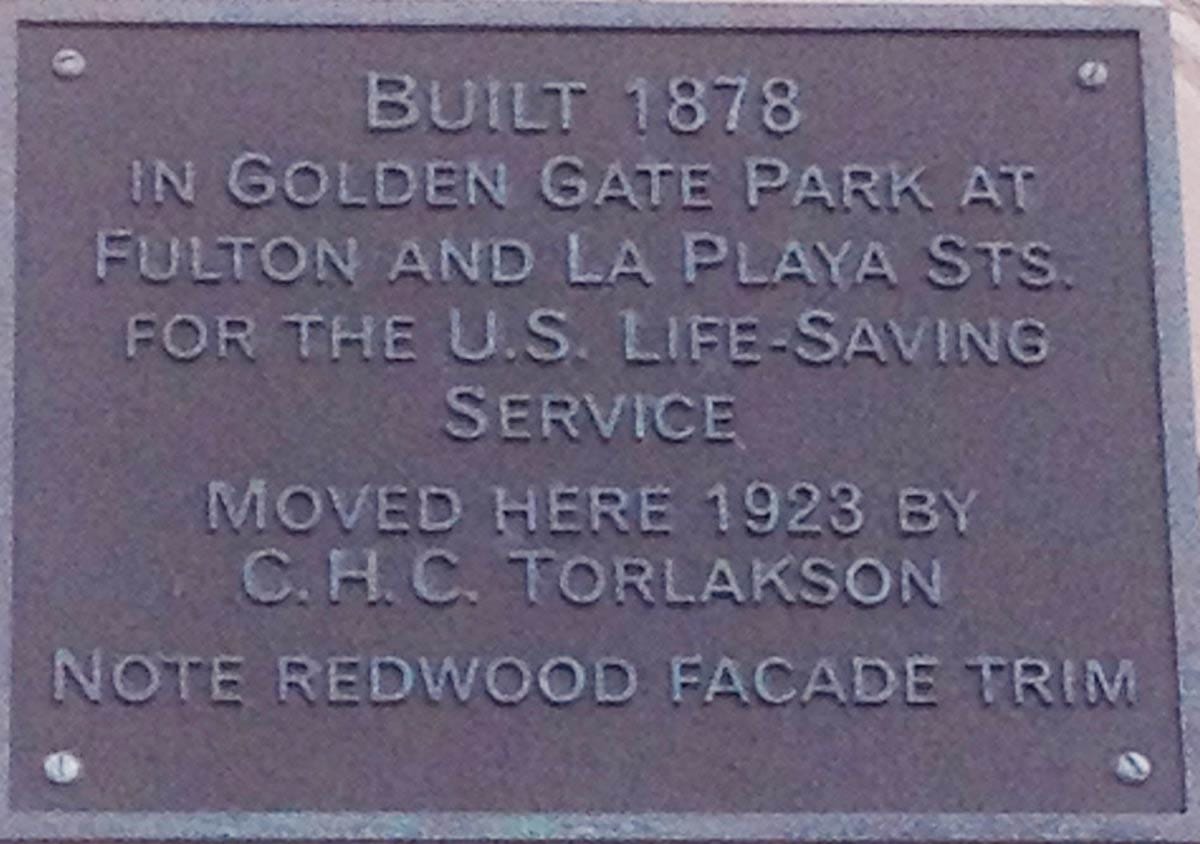 BUILT 1878
IN GOLDEN GATE PARK AT
FULTON AND LA PLAYA STS.
FOR THE U.S. LIFE-SAVING
SERVICE
MOVED HERE 1923 BY
C.H.C. TORLAKSON
NOTE REDWOOD FACADE TRIM